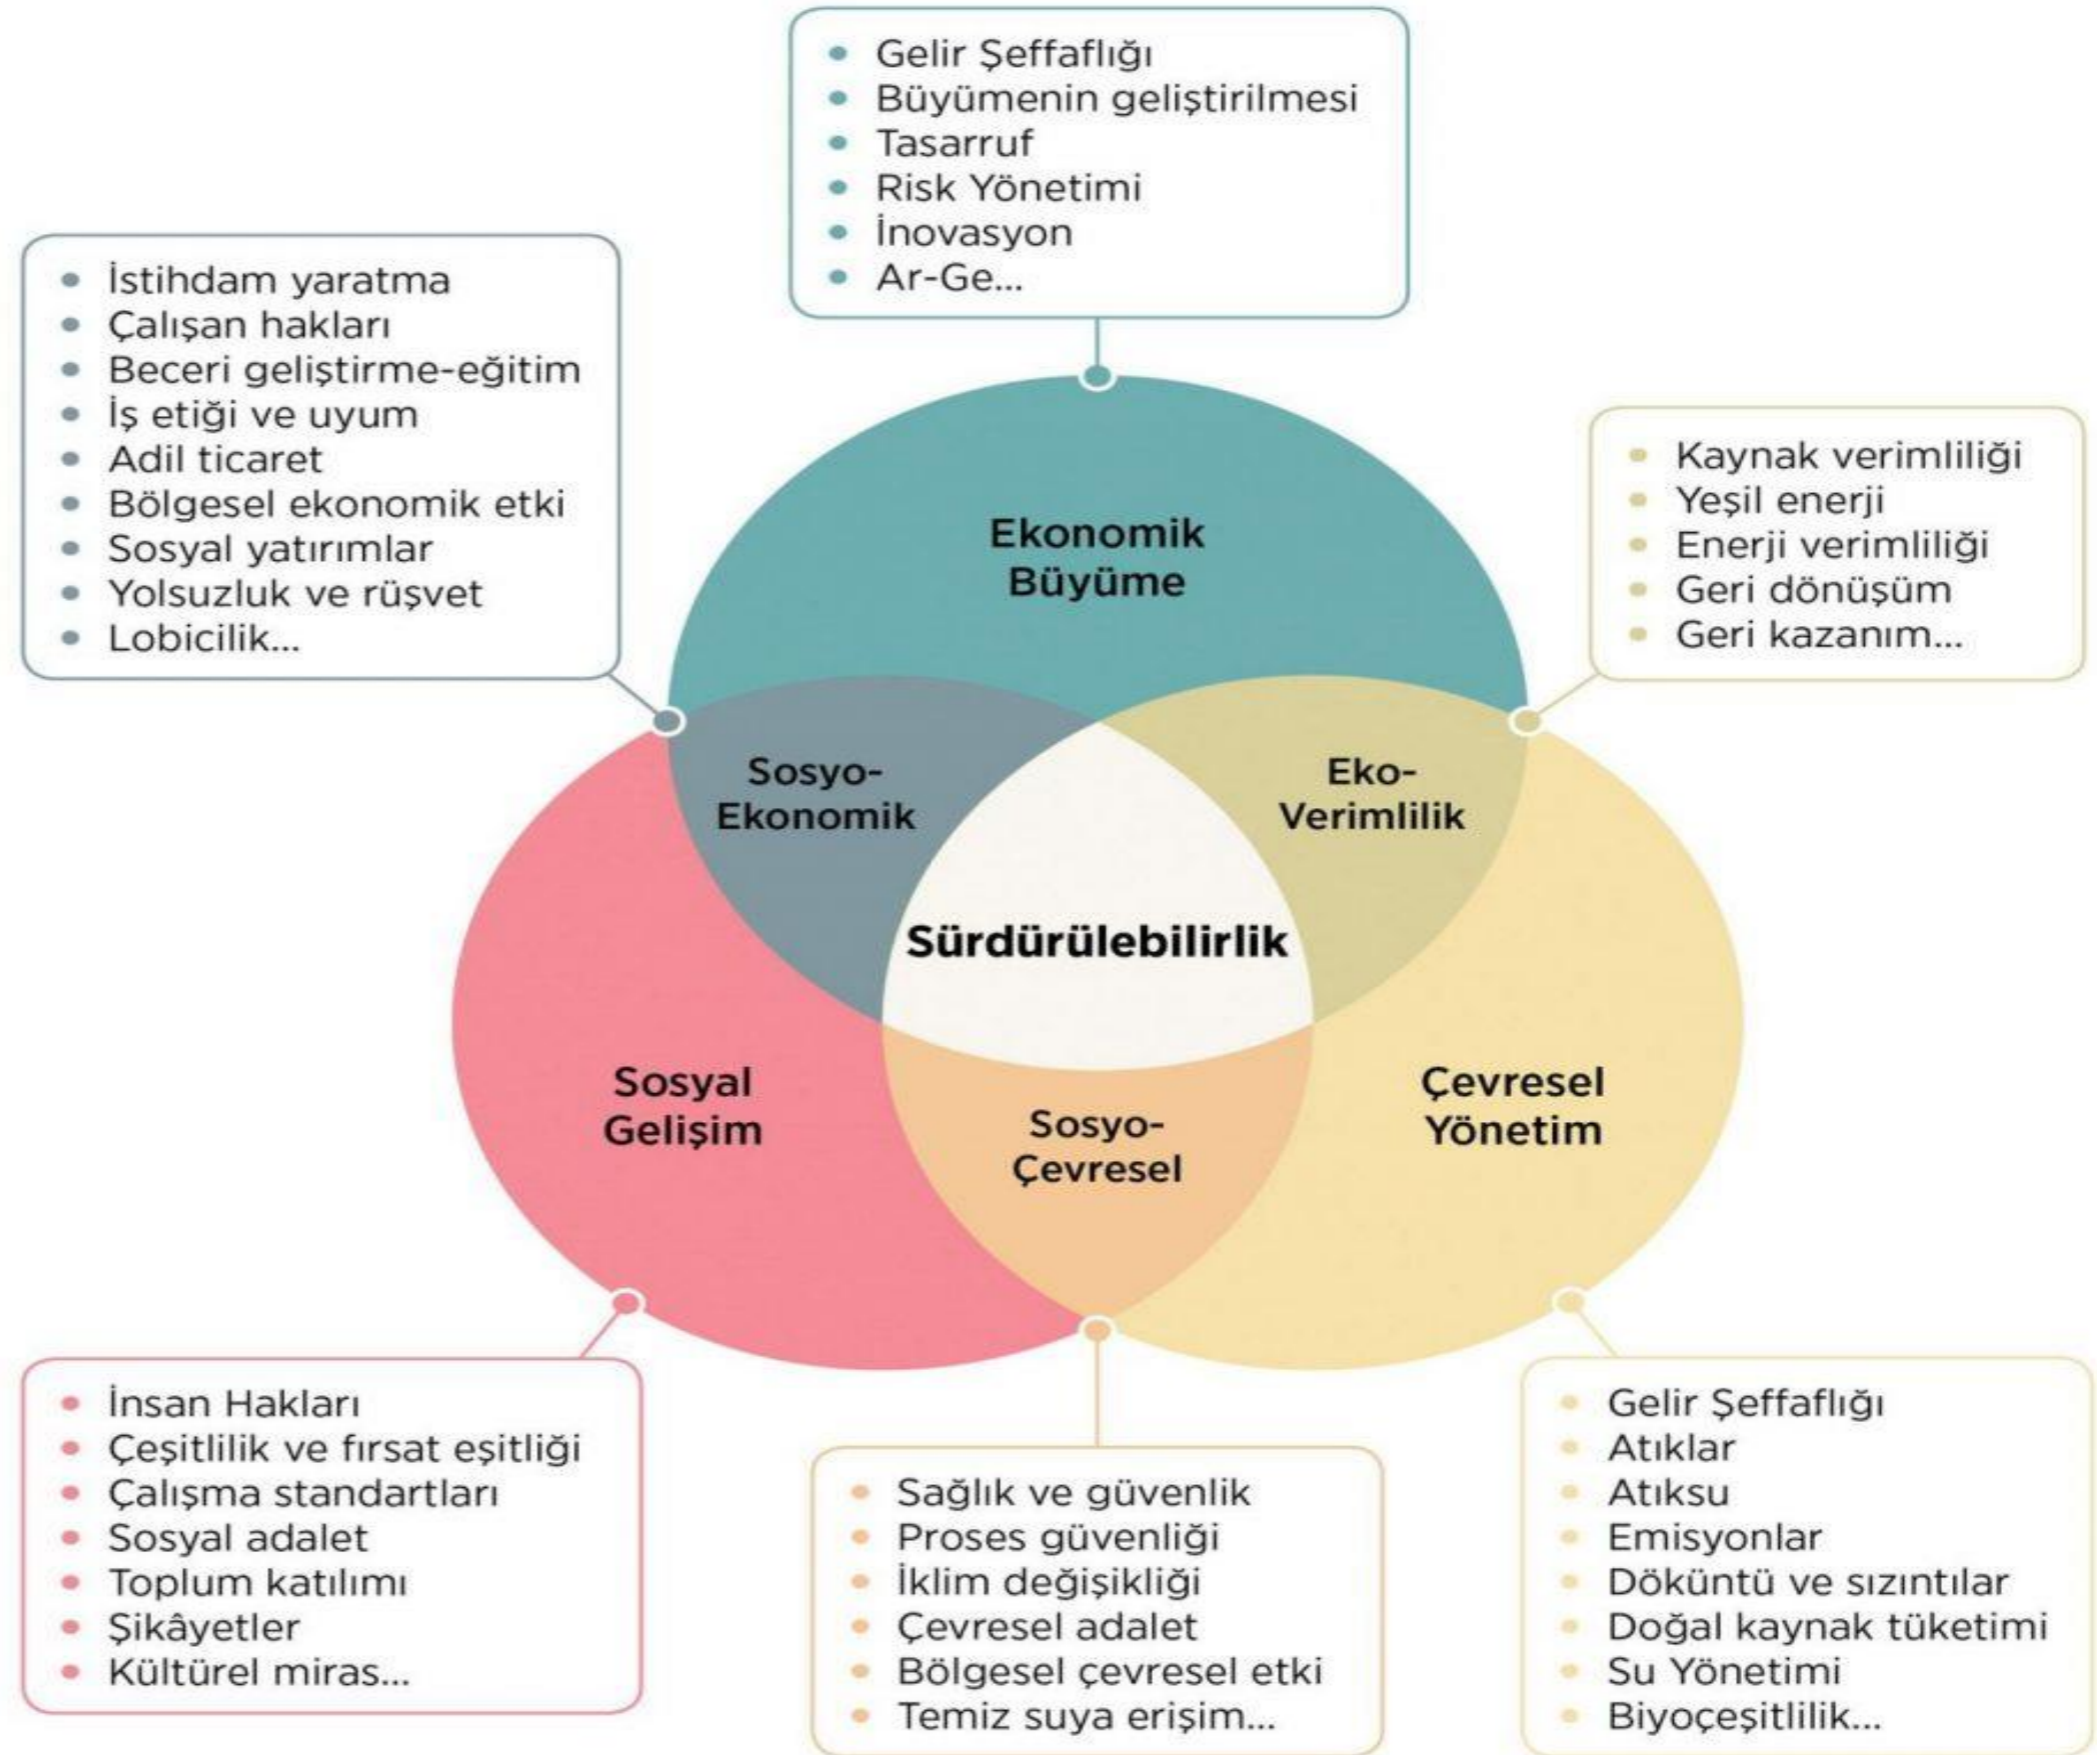 • Gelir Şeffaflığı
• Büyümenin geliştirilmesi
• Tasarruf
• Risk Yönetimi
• İnovasyon
• Ar-Ge...
• İstihdam yaratma
• Çalışan hakları
• Beceri geliştirme-eğitim
• İş etiği ve uyum
• Adil ticaret
• Bölgesel ekonomik etki
• Sosyal yatırımlar
• Yolsuzluk ve rüşvet
• Lobicilik...
• Kaynak verimliliği
• Yeşil enerji
• Enerji verimliliği
• Geri dönüşüm
• Geri kazanım...
Ekonomik
Büyüme
Sosyo-
Ekonomik
Eko-
Verimlilik
Sürdürülebilirlik
Sosyal
Gelişim
Sosyo-
Çevresel
Çevresel
Yönetim
• İnsan Hakları
• Çeşitlilik ve fırsat eşitliği
• Çalışma standartları
• Sosyal adalet
• Toplum katılımı
• Şikâyetler
• Kültürel miras...
• Sağlık ve güvenlik
• Proses güvenliği
• İklim değişikliği
• Çevresel adalet
• Bölgesel çevresel etki
• Temiz suya erişim...
• Gelir Şeffaflığı
• Atıklar
• Atıksu
• Emisyonlar
• Döküntü ve sızıntılar
• Doğal kaynak tüketimi
• Su Yönetimi
• Biyoçeşitlilik...